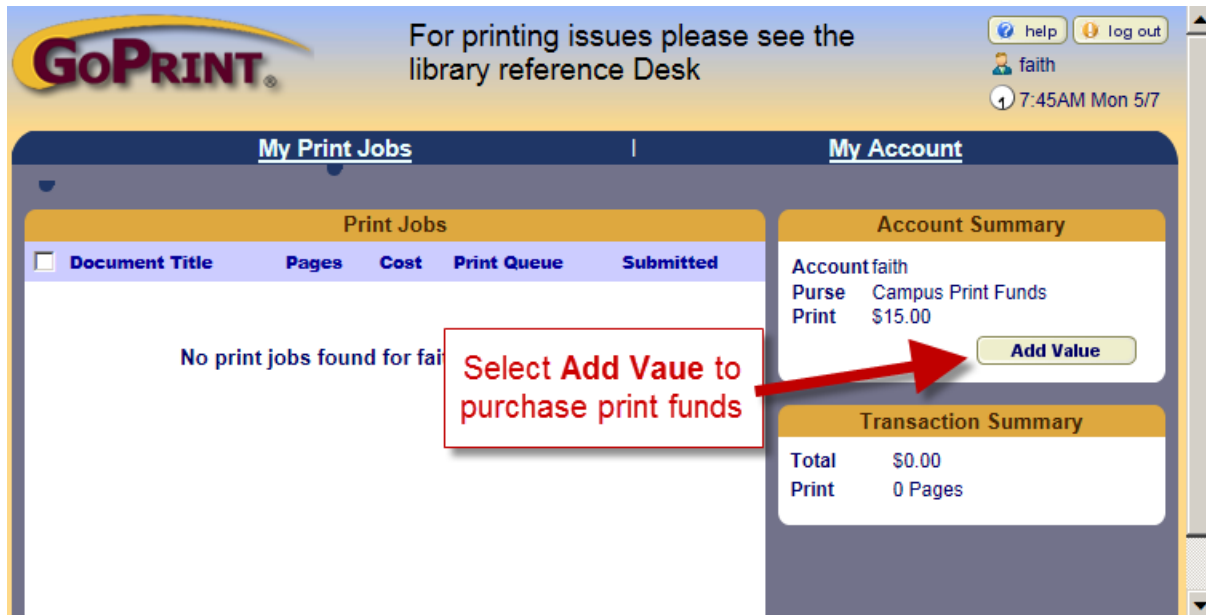 GOPRINT®
For printing issues please see the
library reference Desk
help
log out
faith
7:45AM Mon 5/7
My Print Jobs | My Account
Print Jobs
Document Title Pages Cost Print Queue Submitted
No print jobs found for fai
Select Add Vaue to
purchase print funds
Account Summary
Account faith
Purse Campus Print Funds
Print $15.00
Add Value
Transaction Summary
Total $0.00
Print 0 Pages